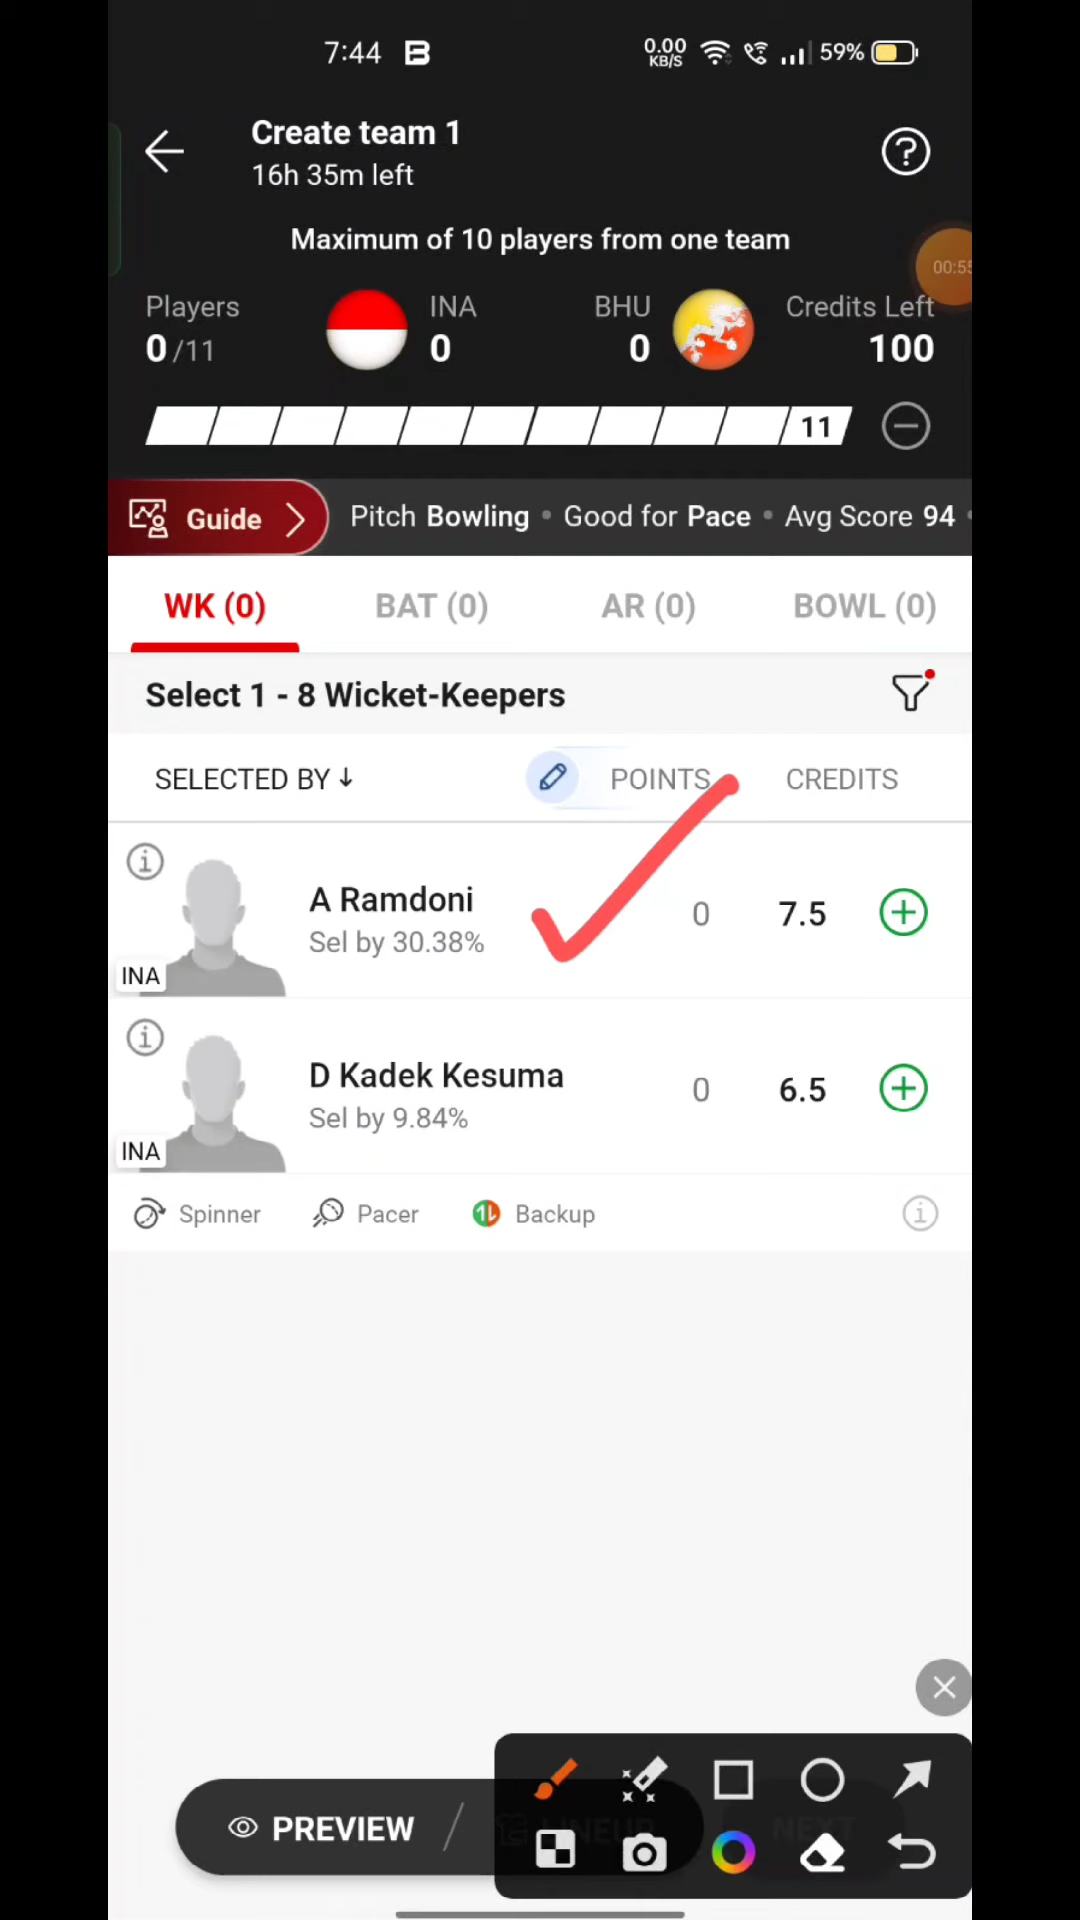 7:44 0.00 KB/S 59%
Create team 1
16h 35m left
Maximum of 10 players from one team
00:55
Players INA BHU Credits Left
0/11 0 0 100
11
Guide Pitch Bowling • Good for Pace • Avg Score 94
WK (0) BAT (0) AR (0) BOWL (0)
Select 1 - 8 Wicket-Keepers
SELECTED BY ↓ POINTS CREDITS
A Ramdoni 0 7.5
Sel by 30.38%
INA
D Kadek Kesuma 0 6.5
Sel by 9.84%
INA
Spinner Pacer Backup
PREVIEW / LINEUP NEXT